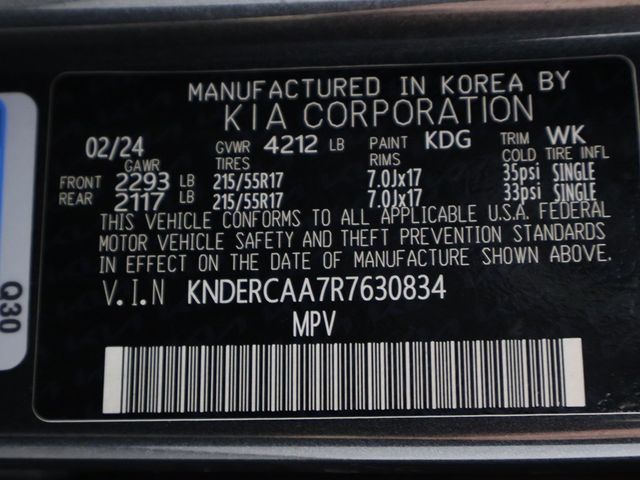 MANUFACTURED IN KOREA BY
KIA CORPORATION
02/24 GVWR 4212 LB PAINT KDG TRIM WK
GAWR TIRES RIMS COLD TIRE INFL
FRONT 2293 LB 215/55R17 7.0Jx17 35psi SINGLE
REAR 2117 LB 215/55R17 7.0Jx17 33psi SINGLE
THIS VEHICLE CONFORMS TO ALL APPLICABLE U.S.A. FEDERAL
MOTOR VEHICLE SAFETY AND THEFT PREVENTION STANDARDS
IN EFFECT ON THE DATE OF MANUFACTURE SHOWN ABOVE.
V.I.N KNDERCAA7R7630834
MPV
Q30